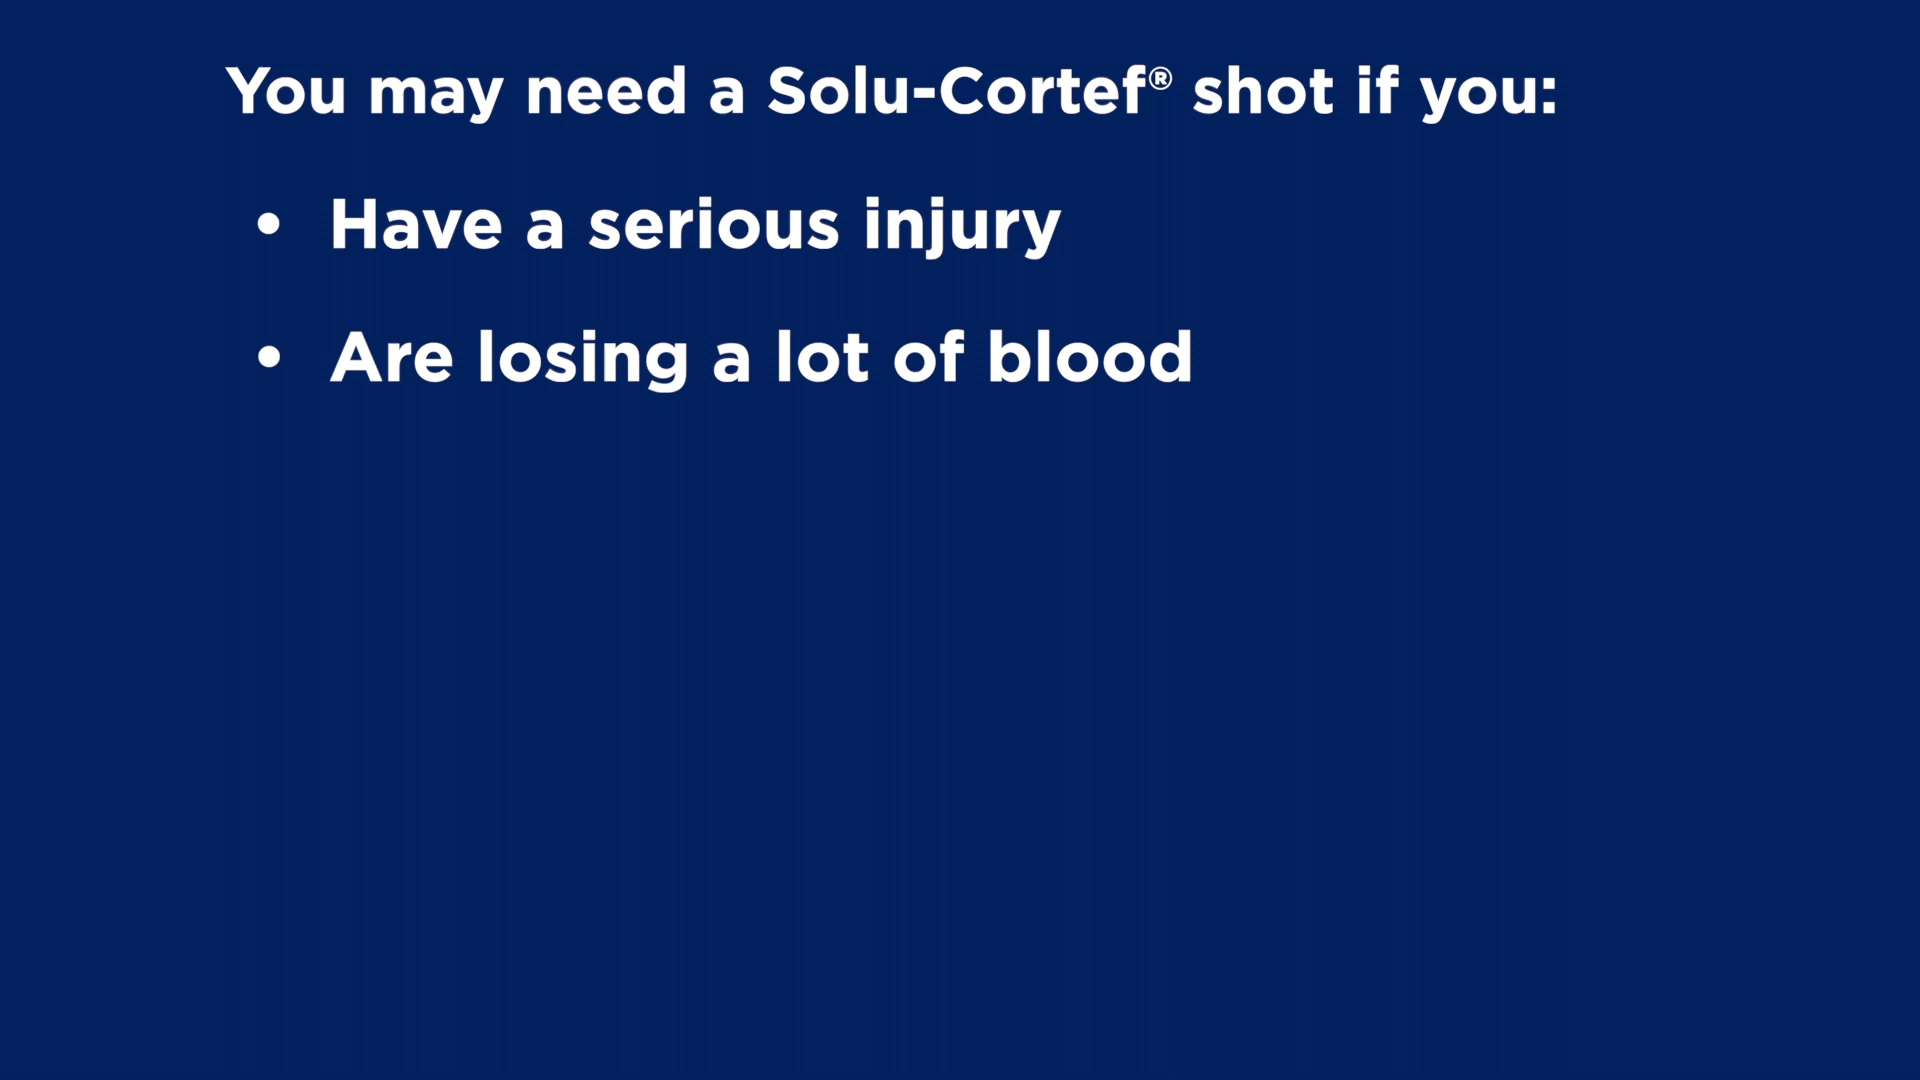 You may need a Solu-Cortef® shot if you:
• Have a serious injury
• Are losing a lot of blood